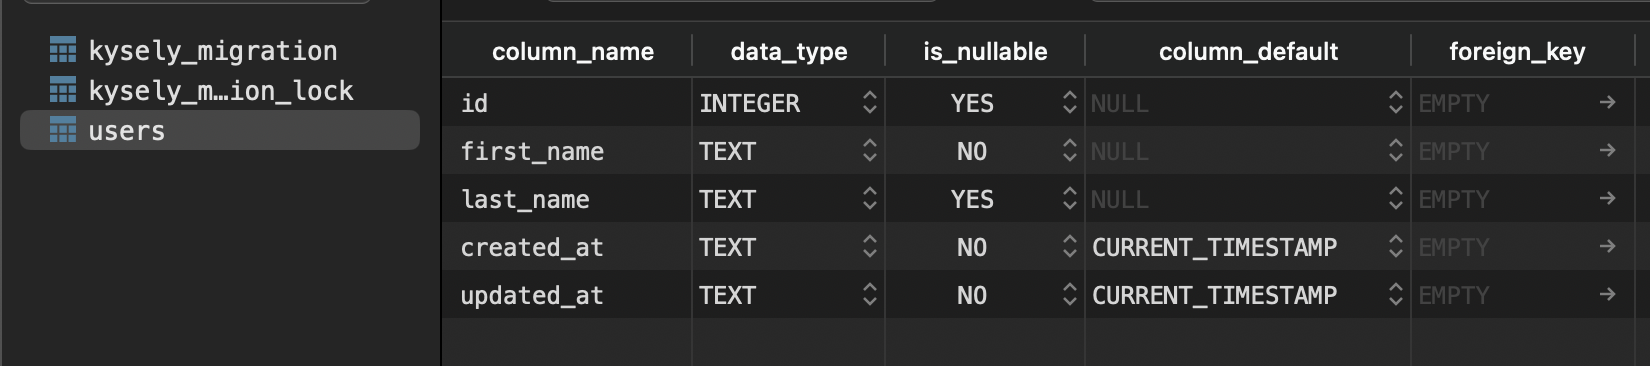 kysely_migration
kysely_m...ion_lock
users
column_name data_type is_nullable column_default foreign_key
id INTEGER YES NULL EMPTY
first_name TEXT NO NULL EMPTY
last_name TEXT YES NULL EMPTY
created_at TEXT NO CURRENT_TIMESTAMP EMPTY
updated_at TEXT NO CURRENT_TIMESTAMP EMPTY